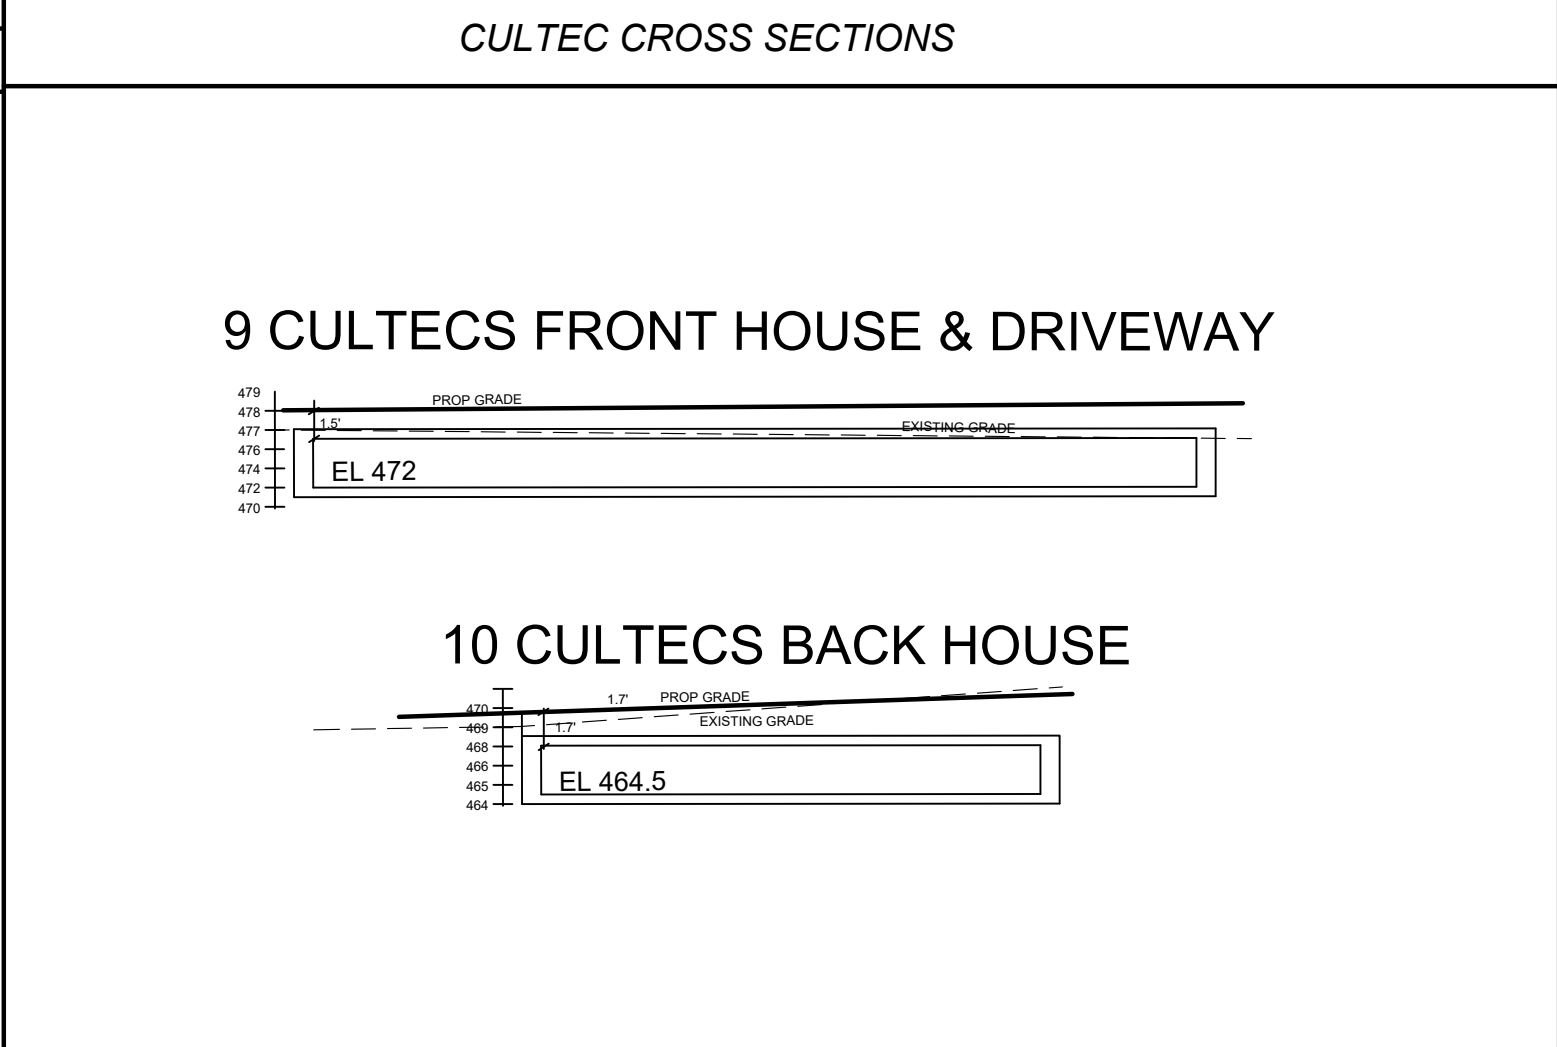 CULTEC CROSS SECTIONS
9 CULTECS FRONT HOUSE & DRIVEWAY
479
PROP GRADE
478
1.5'
EXISTING GRADE
477
476
474
EL 472
472
470
10 CULTECS BACK HOUSE
1.7'
PROP GRADE
470
EXISTING GRADE
469
1.7'
468
466
465
EL 464.5
464